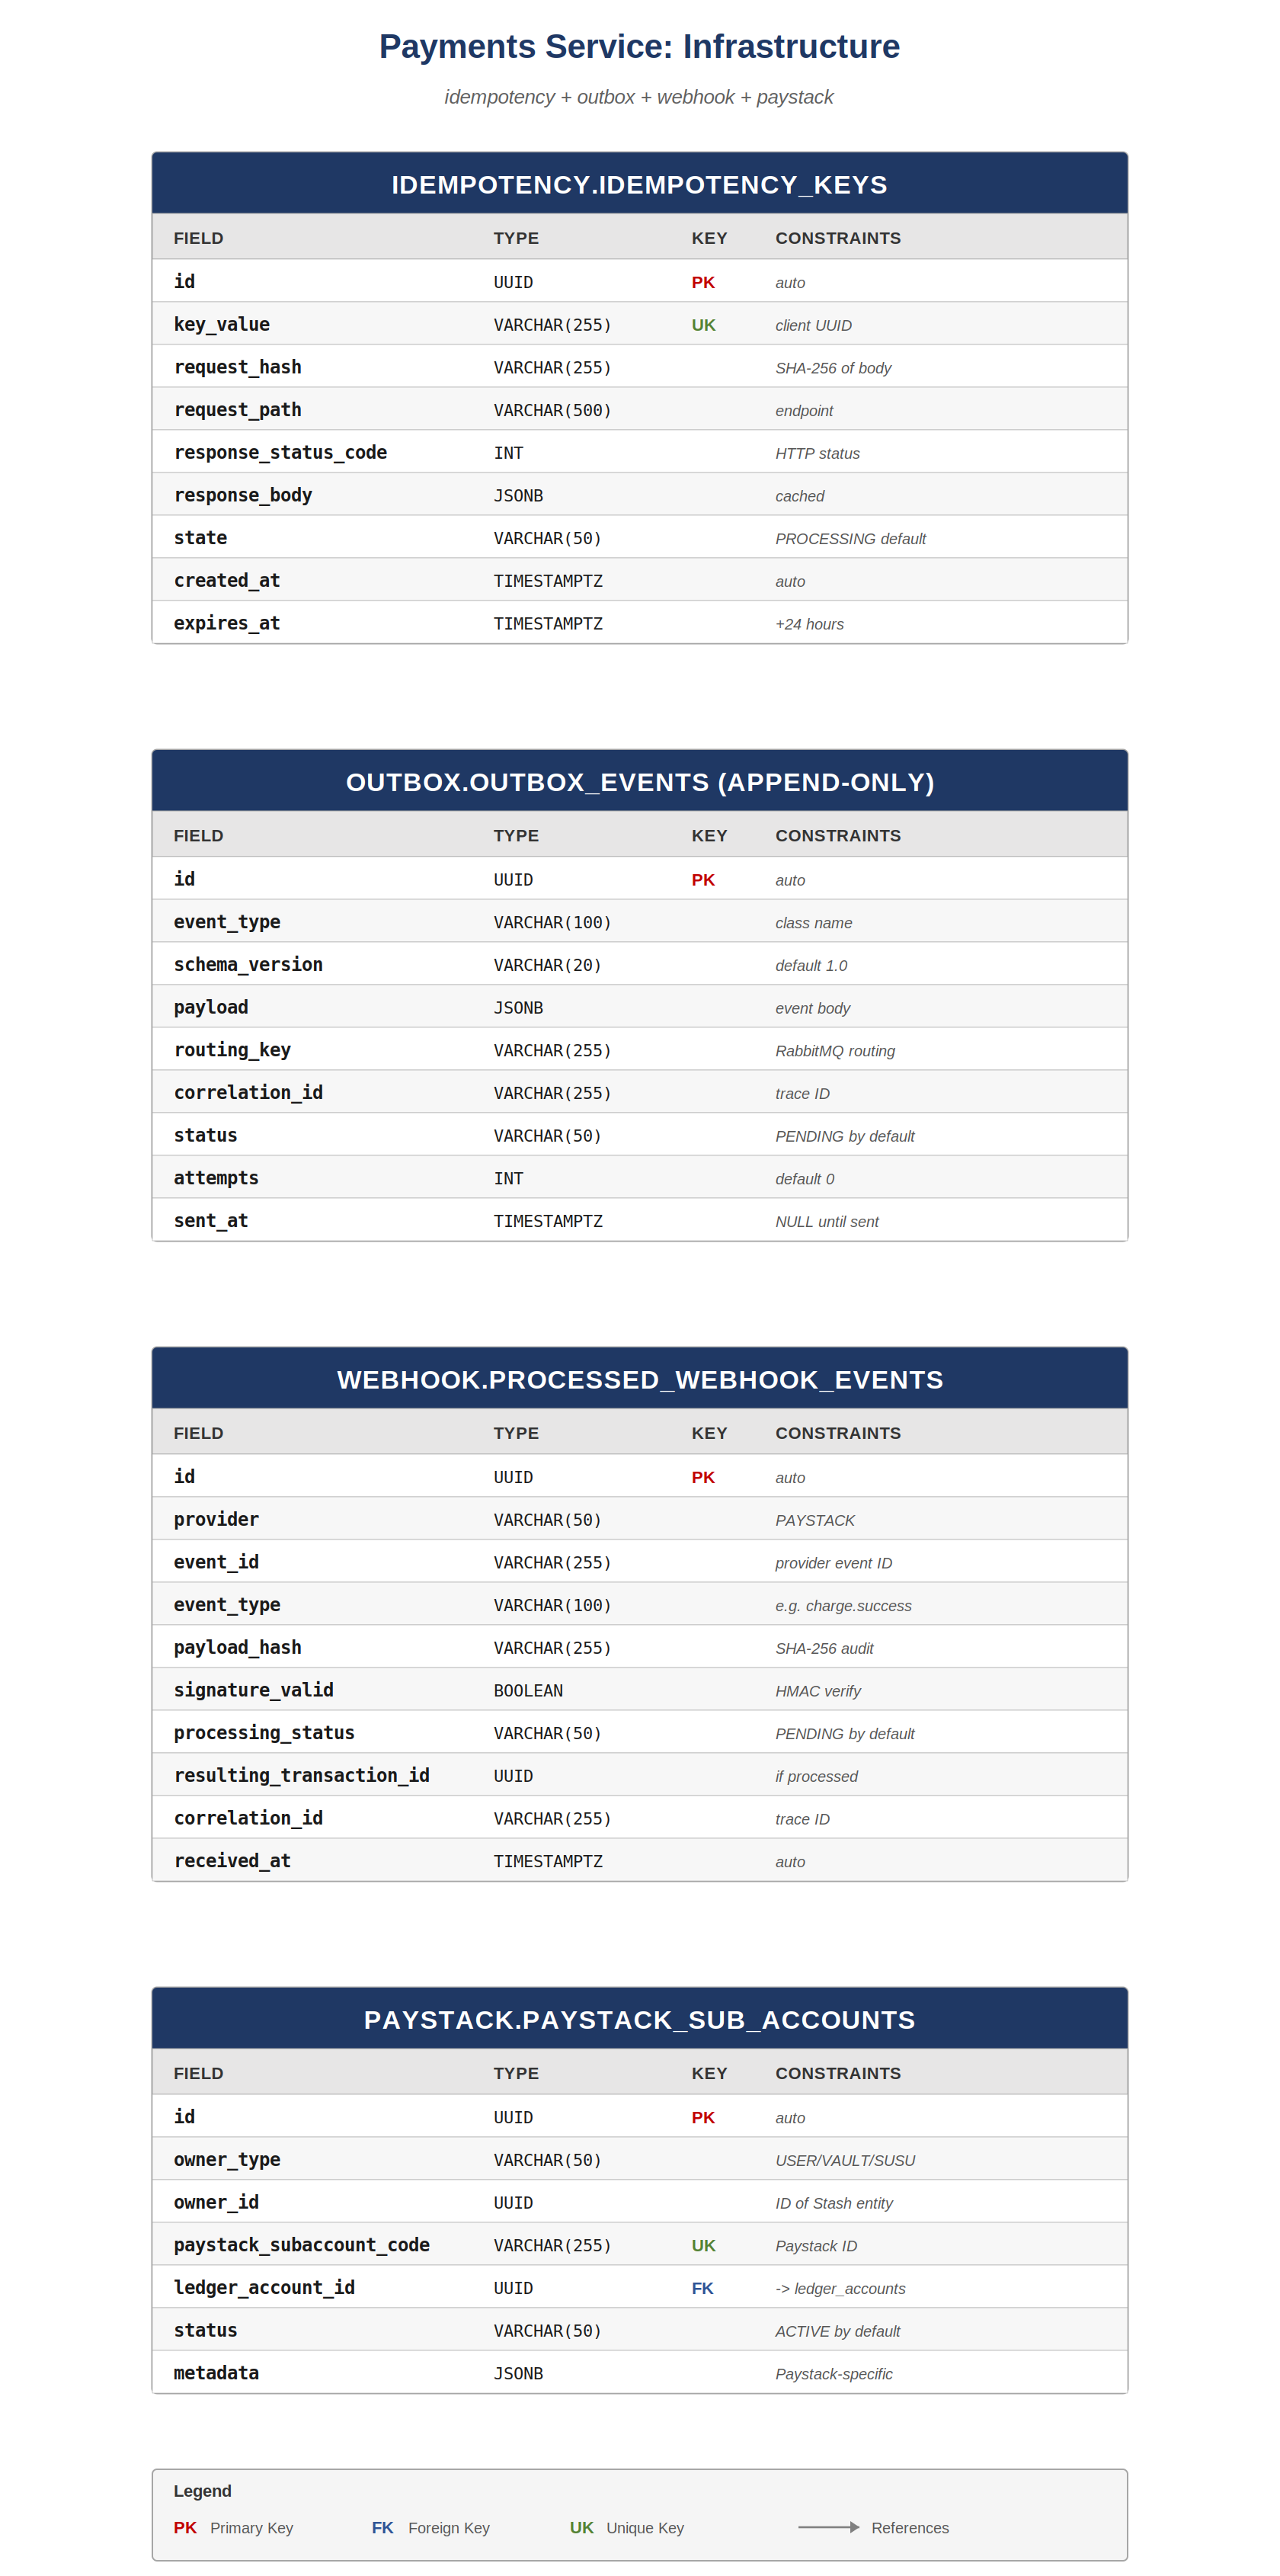 Payments Service: Infrastructure
idempotency + outbox + webhook + paystack
IDEMPOTENCY.IDEMPOTENCY_KEYS
FIELD TYPE KEY CONSTRAINTS
id UUID PK auto
key_value VARCHAR(255) UK client UUID
request_hash VARCHAR(255) SHA-256 of body
request_path VARCHAR(500) endpoint
response_status_code INT HTTP status
response_body JSONB cached
state VARCHAR(50) PROCESSING default
created_at TIMESTAMPTZ auto
expires_at TIMESTAMPTZ +24 hours
OUTBOX.OUTBOX_EVENTS (APPEND-ONLY)
FIELD TYPE KEY CONSTRAINTS
id UUID PK auto
event_type VARCHAR(100) class name
schema_version VARCHAR(20) default 1.0
payload JSONB event body
routing_key VARCHAR(255) RabbitMQ routing
correlation_id VARCHAR(255) trace ID
status VARCHAR(50) PENDING by default
attempts INT default 0
sent_at TIMESTAMPTZ NULL until sent
WEBHOOK.PROCESSED_WEBHOOK_EVENTS
FIELD TYPE KEY CONSTRAINTS
id UUID PK auto
provider VARCHAR(50) PAYSTACK
event_id VARCHAR(255) provider event ID
event_type VARCHAR(100) e.g. charge.success
payload_hash VARCHAR(255) SHA-256 audit
signature_valid BOOLEAN HMAC verify
processing_status VARCHAR(50) PENDING by default
resulting_transaction_id UUID if processed
correlation_id VARCHAR(255) trace ID
received_at TIMESTAMPTZ auto
PAYSTACK.PAYSTACK_SUB_ACCOUNTS
FIELD TYPE KEY CONSTRAINTS
id UUID PK auto
owner_type VARCHAR(50) USER/VAULT/SUSU
owner_id UUID ID of Stash entity
paystack_subaccount_code VARCHAR(255) UK Paystack ID
ledger_account_id UUID FK -> ledger_accounts
status VARCHAR(50) ACTIVE by default
metadata JSONB Paystack-specific
Legend
PK Primary Key FK Foreign Key UK Unique Key References